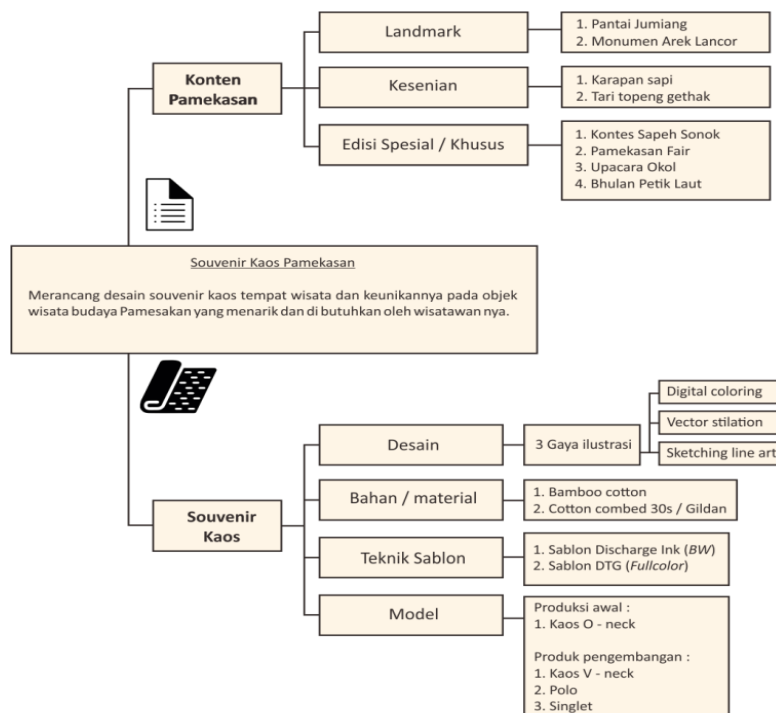 Konten
Pamekasan
Landmark
1. Pantai Jumiang
2. Monumen Arek Lancor
Kesenian
1. Karapan sapi
2. Tari topeng gethak
Edisi Spesial / Khusus
1. Kontes Sapeh Sonok
2. Pamekasan Fair
3. Upacara Okol
4. Bhulan Petik Laut
Souvenir Kaos Pamekasan
Merancang desain souvenir kaos tempat wisata dan keunikannya pada objek
wisata budaya Pamesakan yang menarik dan di butuhkan oleh wisatawan nya.
Souvenir
Kaos
Desain
3 Gaya ilustrasi
Digital coloring
Vector stilation
Sketching line art
Bahan / material
1. Bamboo cotton
2. Cotton combed 30s / Gildan
Teknik Sablon
1. Sablon Discharge Ink (BW)
2. Sablon DTG (Fullcolor)
Model
Produksi awal :
1. Kaos O - neck
Produk pengembangan :
1. Kaos V - neck
2. Polo
3. Singlet